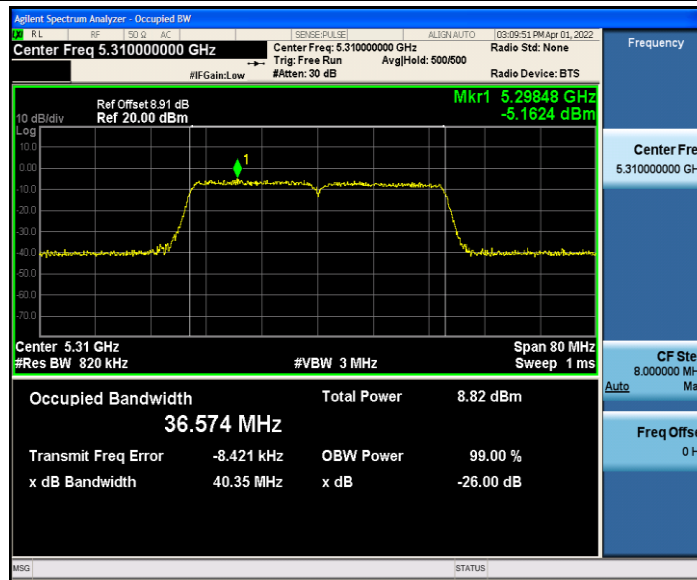 Agilent Spectrum Analyzer - Occupied BW
RL RF 50 Ω AC SENSE:PULSE ALIGN AUTO 03:09:51 PM Apr 01, 2022
Center Freq 5.310000000 GHz Center Freq: 5.310000000 GHz Radio Std: None Frequency
Trig: Free Run Avg|Hold: 500/500
#IFGain:Low #Atten: 30 dB Radio Device: BTS
Ref Offset 8.91 dB Mkr1 5.29848 GHz
10 dB/div Ref 20.00 dBm -5.1624 dBm
Log
10.0
0.00
-10.0
-20.0
-30.0
-40.0
-50.0
-60.0
-70.0
1
Center Fre
5.310000000 GH
Center 5.31 GHz Span 80 MHz
#Res BW 820 kHz #VBW 3 MHz Sweep 1 ms
CF Ste
8.000000 MH
Auto Ma
Occupied Bandwidth Total Power 8.82 dBm
36.574 MHz
Transmit Freq Error -8.421 kHz OBW Power 99.00 %
x dB Bandwidth 40.35 MHz x dB -26.00 dB
Freq Offse
0 H
MSG STATUS